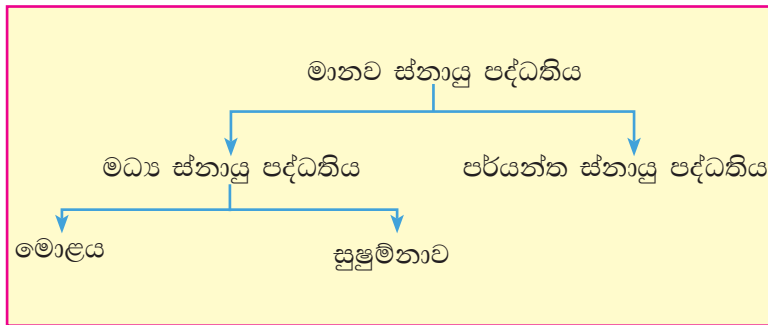 මානව ස්නායු පද්ධතිය
මධ්‍ය ස්නායු පද්ධතිය පර්යන්ත ස්නායු පද්ධතිය
මොළය සුෂුම්නාව